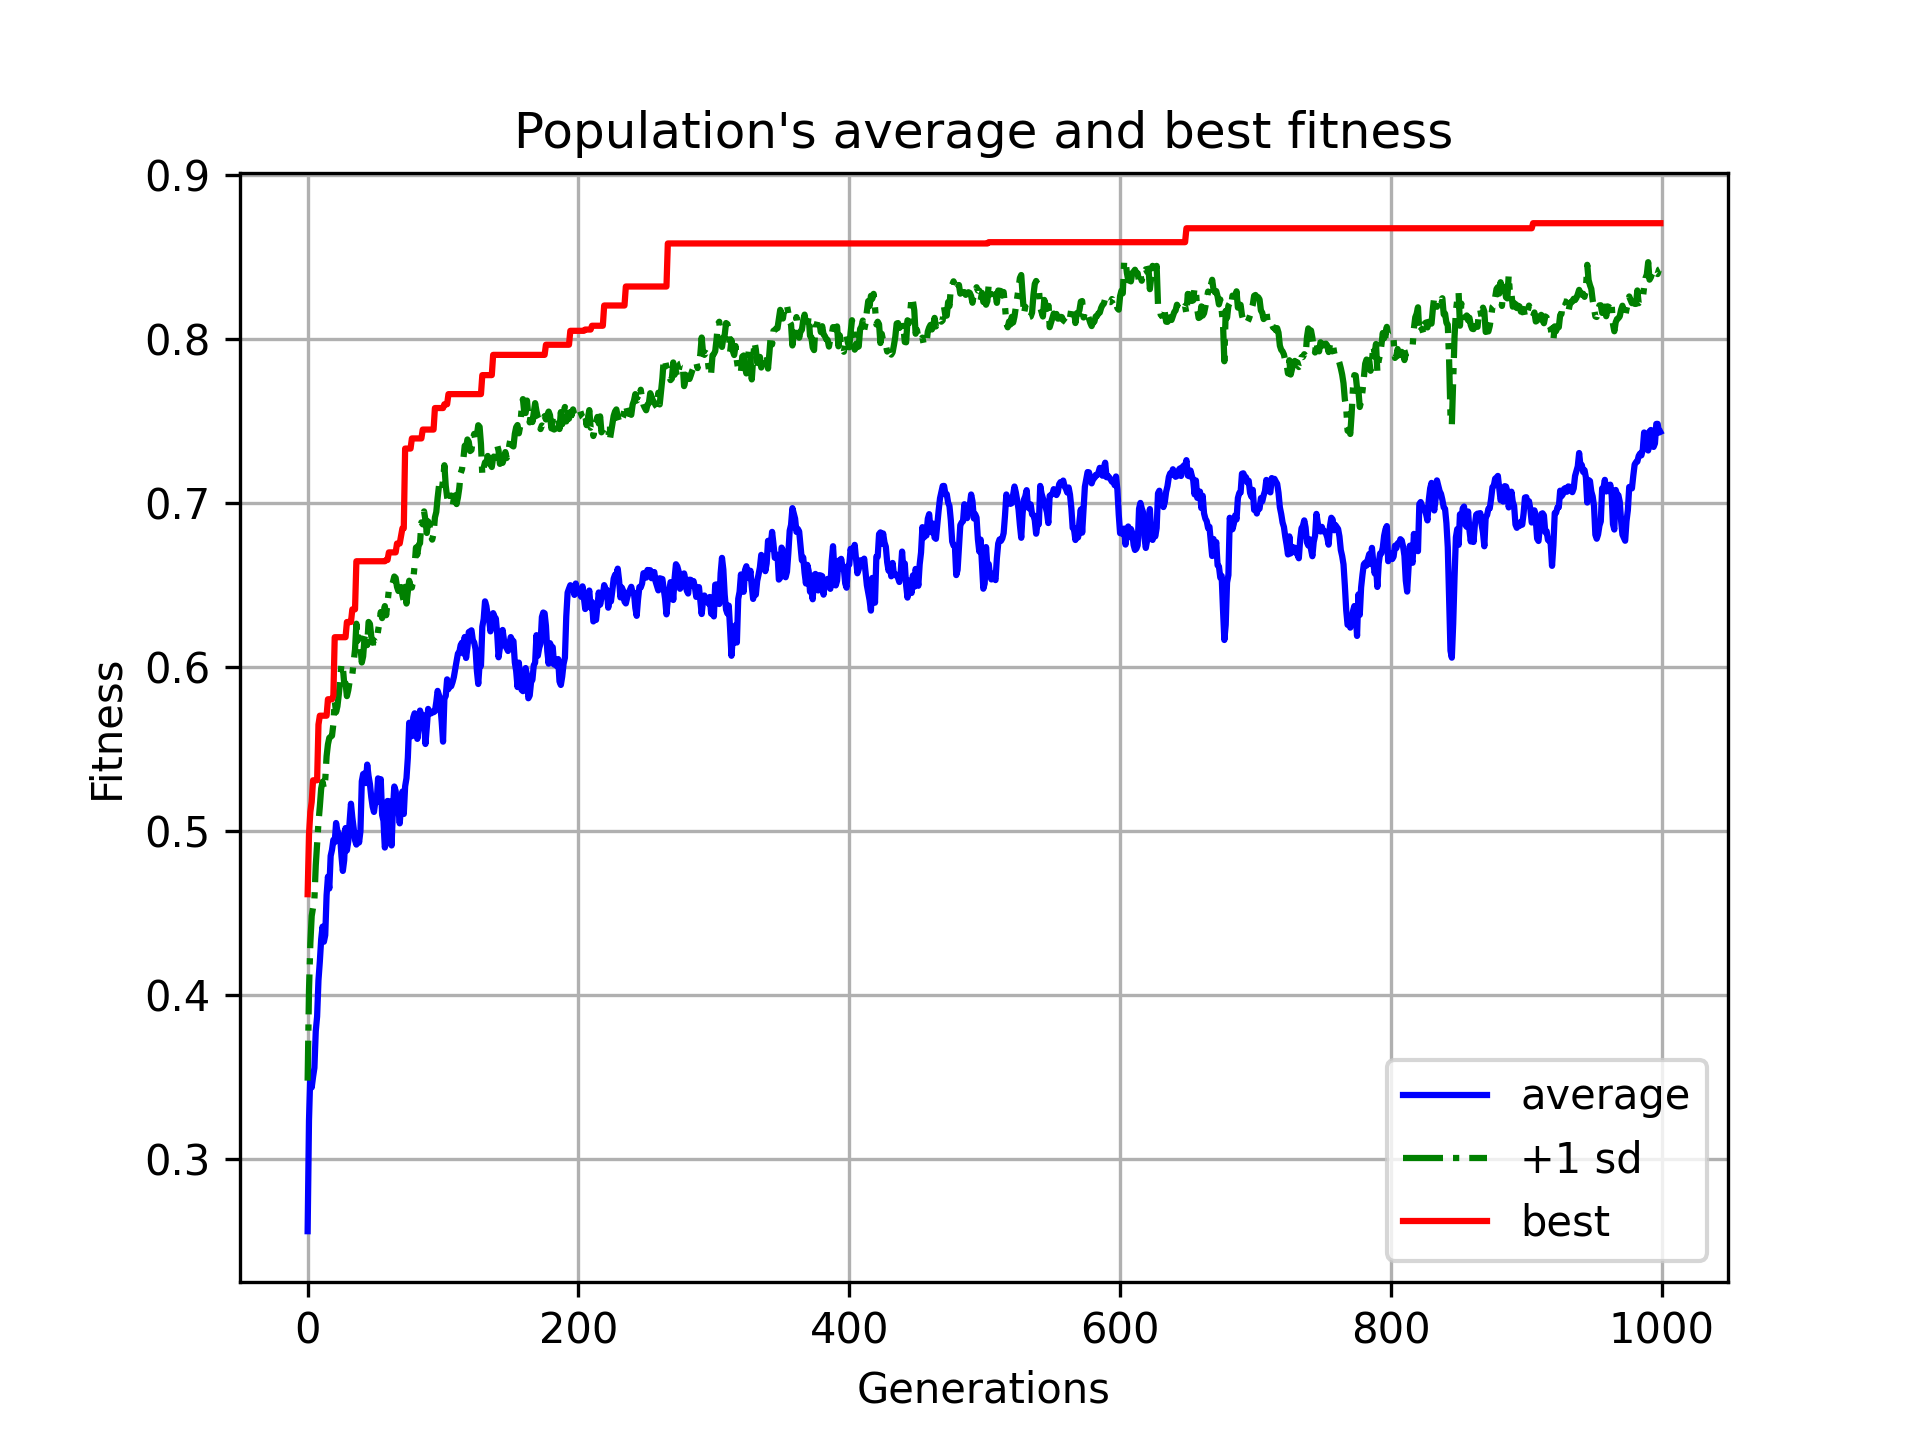 Population's average and best fitness
0.9
0.8
0.7
0.6
0.5
0.4
0.3
Fitness
average
+1 sd
best
0 200 400 600 800 1000
Generations